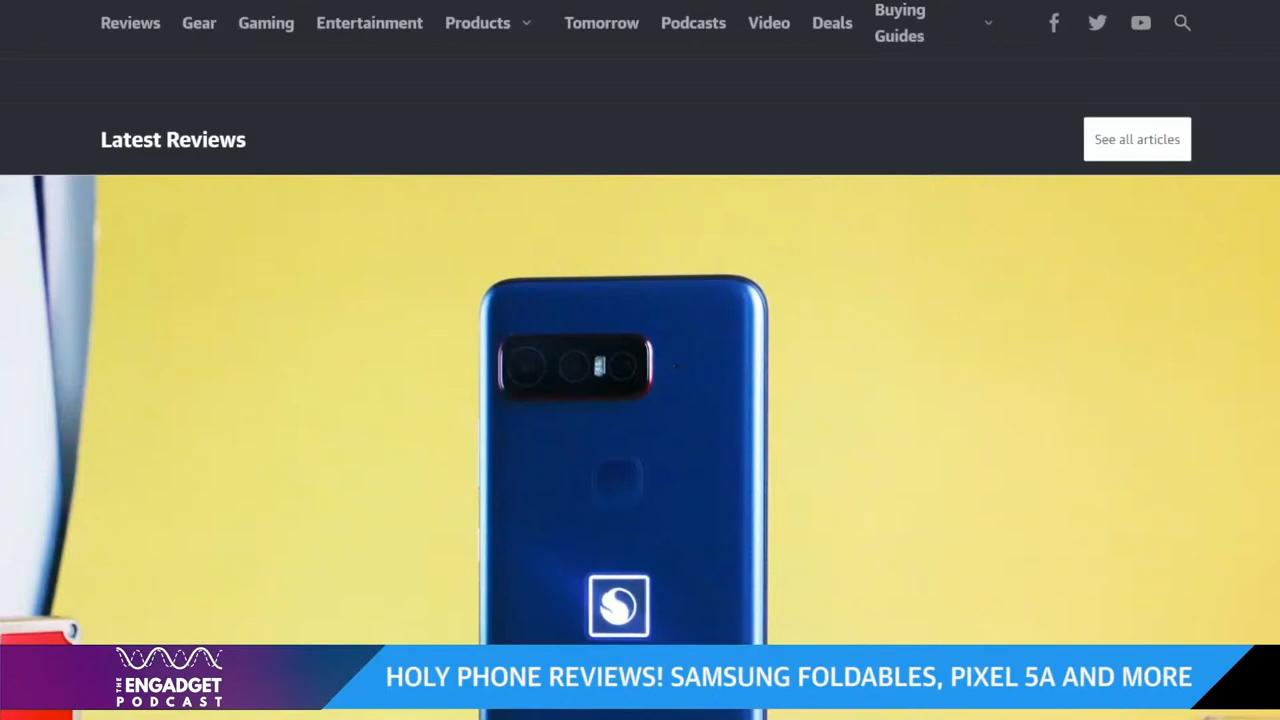 Reviews Gear Gaming Entertainment Products Tomorrow Podcasts Video Deals Buying Guides
Latest Reviews
See all articles
THE ENGADGET PODCAST
HOLY PHONE REVIEWS! SAMSUNG FOLDABLES, PIXEL 5A AND MORE